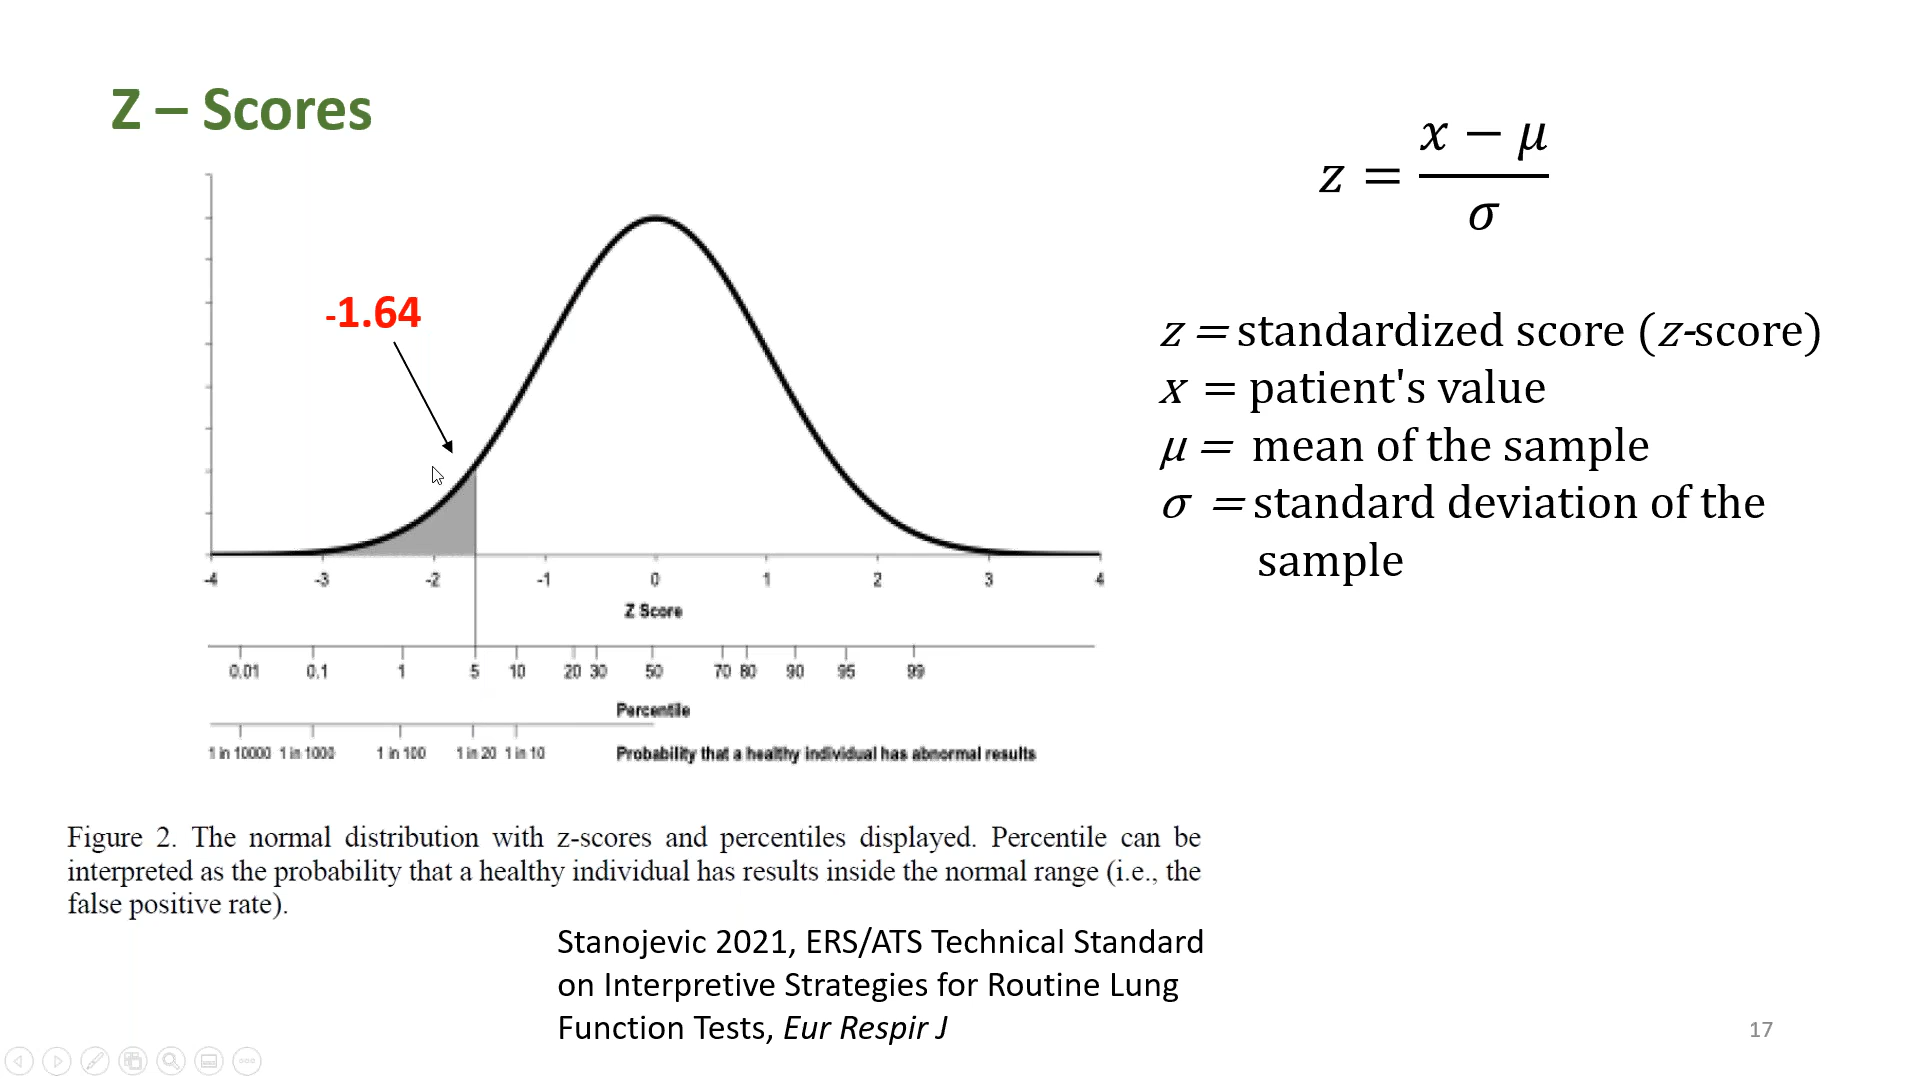 Z – Scores
z = (x − μ) / σ
-1.64
z = standardized score (z-score)
x = patient's value
μ = mean of the sample
σ = standard deviation of the
sample
-4 -3 -2 -1 0 1 2 3 4
Z Score
0.01 0.1 1 5 10 20 30 50 70 80 90 95 99
Percentile
1 in 10000 1 in 1000 1 in 100 1 in 20 1 in 10 Probability that a healthy individual has abnormal results
Figure 2. The normal distribution with z-scores and percentiles displayed. Percentile can be
interpreted as the probability that a healthy individual has results inside the normal range (i.e., the
false positive rate).
Stanojevic 2021, ERS/ATS Technical Standard
on Interpretive Strategies for Routine Lung
Function Tests, Eur Respir J
17